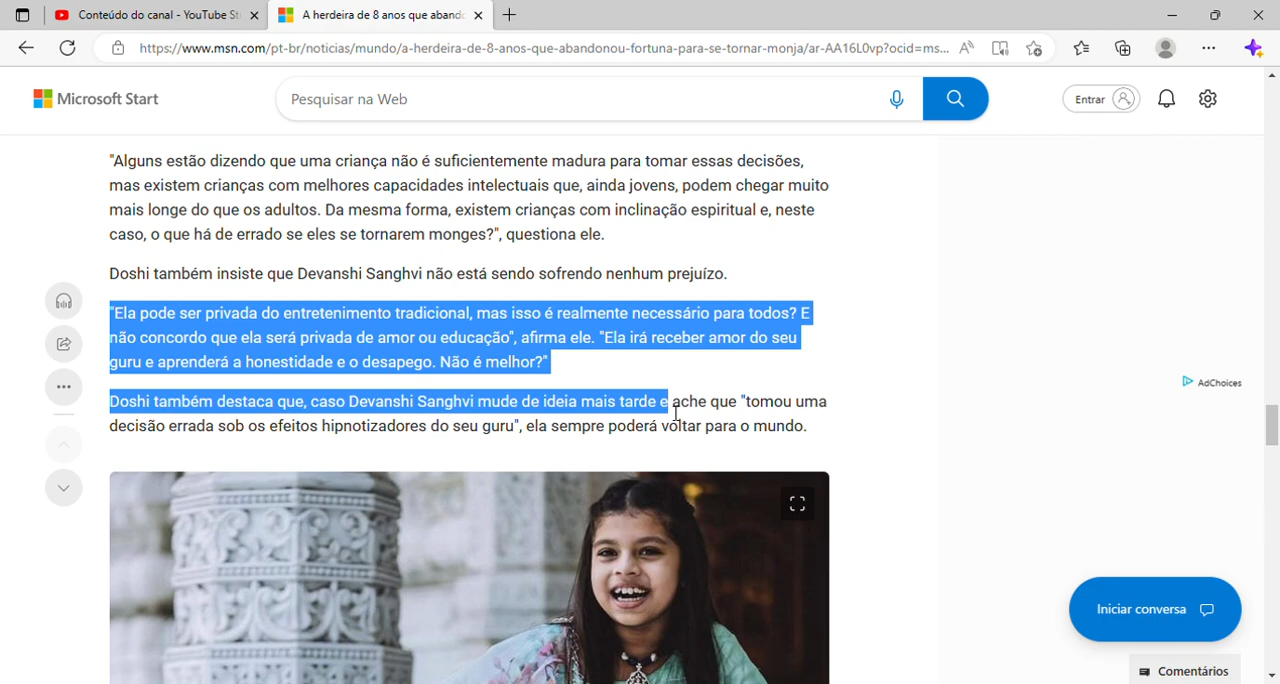 Conteúdo do canal - YouTube St
A herdeira de 8 anos que aband
https://www.msn.com/pt-br/noticias/mundo/a-herdeira-de-8-anos-que-abandonou-fortuna-para-se-tornar-monja/ar-AA16L0vp?ocid=ms...
Microsoft Start
Pesquisar na Web
Entrar
"Alguns estão dizendo que uma criança não é suficientemente madura para tomar essas decisões,
mas existem crianças com melhores capacidades intelectuais que, ainda jovens, podem chegar muito
mais longe do que os adultos. Da mesma forma, existem crianças com inclinação espiritual e, neste
caso, o que há de errado se eles se tornarem monges?", questiona ele.
Doshi também insiste que Devanshi Sanghvi não está sendo sofrendo nenhum prejuízo.
"Ela pode ser privada do entretenimento tradicional, mas isso é realmente necessário para todos? E
não concordo que ela será privada de amor ou educação", afirma ele. "Ela irá receber amor do seu
guru e aprenderá a honestidade e o desapego. Não é melhor?"
Doshi também destaca que, caso Devanshi Sanghvi mude de ideia mais tarde e ache que "tomou uma
decisão errada sob os efeitos hipnotizadores do seu guru", ela sempre poderá voltar para o mundo.
AdChoices
Iniciar conversa
Comentários